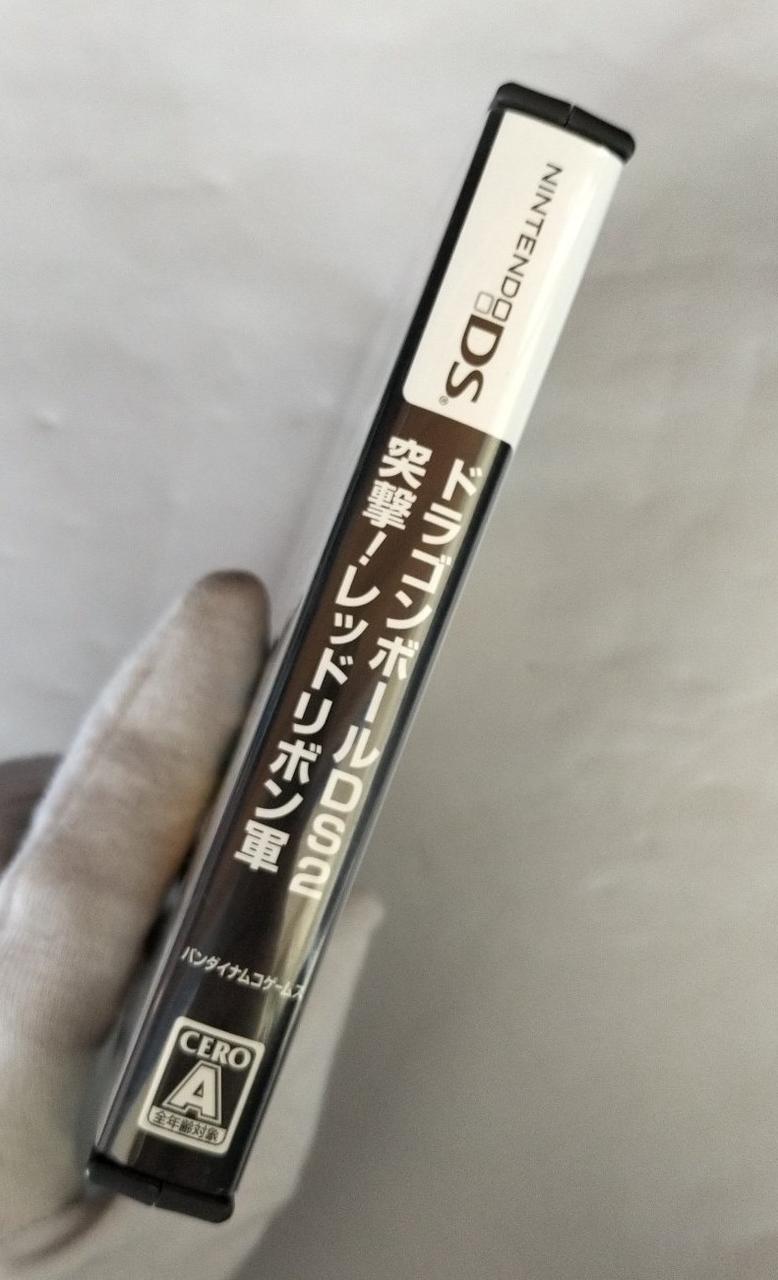 NINTENDO
DS®
ドラゴンボールDS2
突撃！レッドリボン軍
バンダイナムコゲームス
CERO
A
全年齢対象